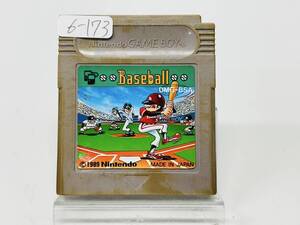 6-173
Nintendo GAME BOY
Baseball
DMG-BSA
©1989 Nintendo
MADE IN JAPAN